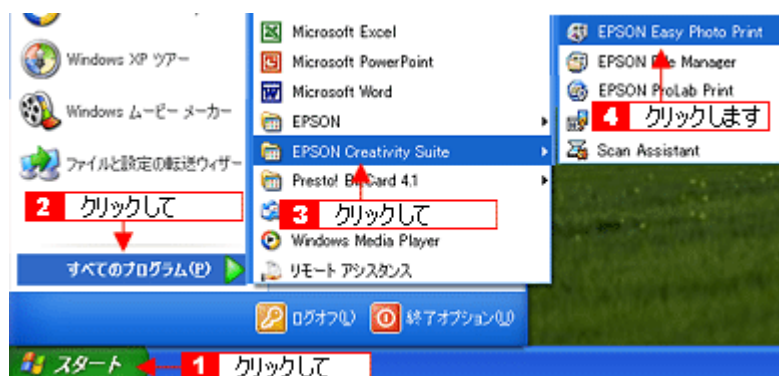 Windows XP ツアー
Windows ムービー メーカー
ファイルと設定の転送ウィザー
2 クリックして
すべてのプログラム(P)
Microsoft Excel
Microsoft PowerPoint
Microsoft Word
EPSON
EPSON Creativity Suite
Presto! BizCard 4.1
3 クリックして
Windows Media Player
リモート アシスタンス
EPSON Easy Photo Print
EPSON File Manager
EPSON ProLab Print
4 クリックします
Scan Assistant
ログオフ(L)
終了オプション(U)
スタート
1 クリックして